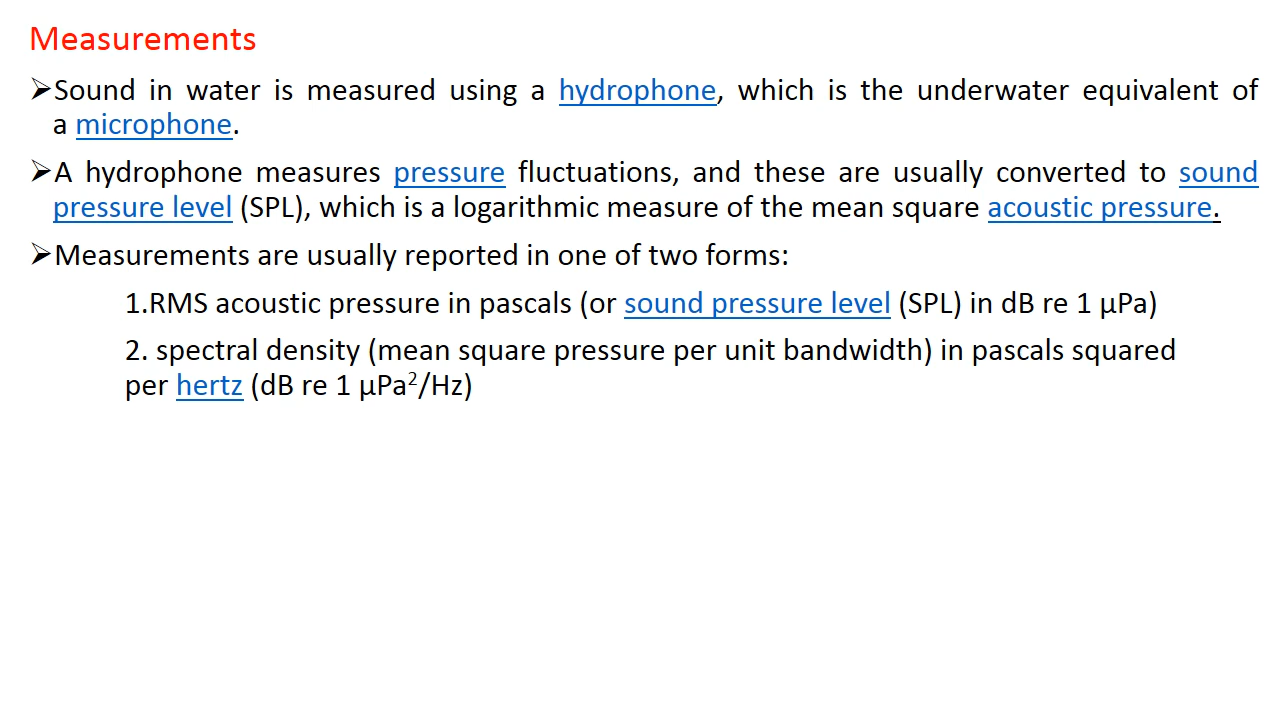 Measurements
➢Sound in water is measured using a hydrophone, which is the underwater equivalent of
a microphone.
➢A hydrophone measures pressure fluctuations, and these are usually converted to sound
pressure level (SPL), which is a logarithmic measure of the mean square acoustic pressure.
➢Measurements are usually reported in one of two forms:
1.RMS acoustic pressure in pascals (or sound pressure level (SPL) in dB re 1 μPa)
2. spectral density (mean square pressure per unit bandwidth) in pascals squared
per hertz (dB re 1 μPa²/Hz)